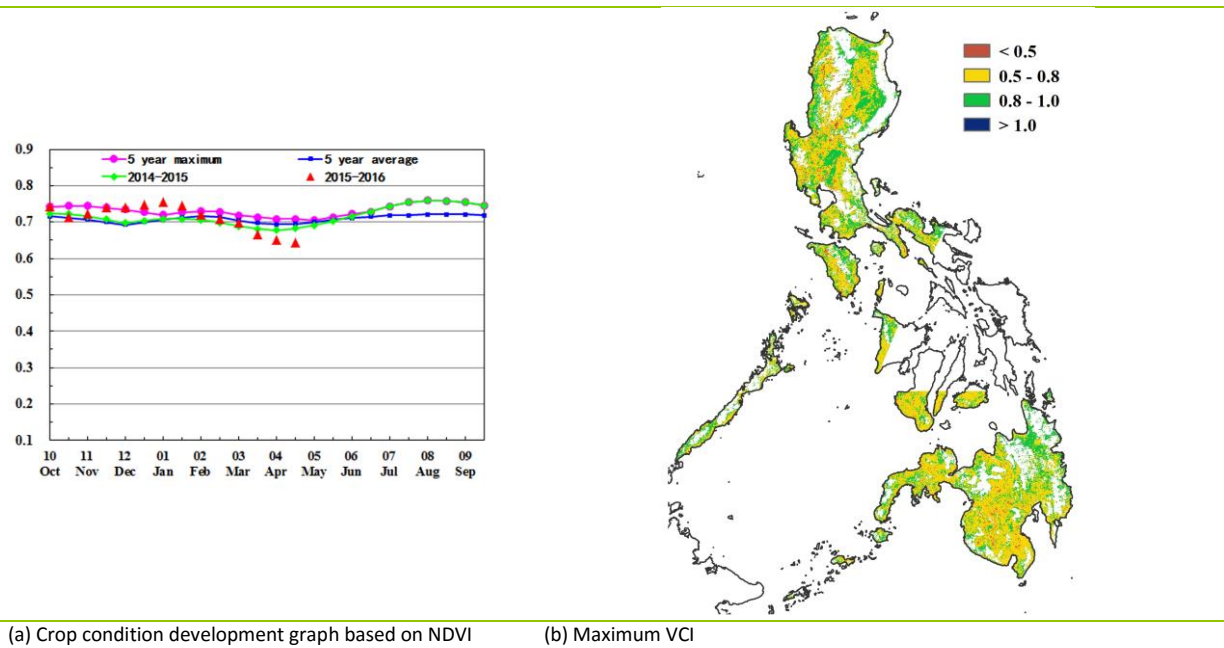 < 0.5
0.5 - 0.8
0.8 - 1.0
> 1.0
0.9
0.8
0.7
0.6
0.5
0.4
0.3
0.2
0.1
5 year maximum
5 year average
2014-2015
2015-2016
10 11 12 01 02 03 04 05 06 07 08 09
Oct Nov Dec Jan Feb Mar Apr May Jun Jul Aug Sep
(a) Crop condition development graph based on NDVI
(b) Maximum VCI